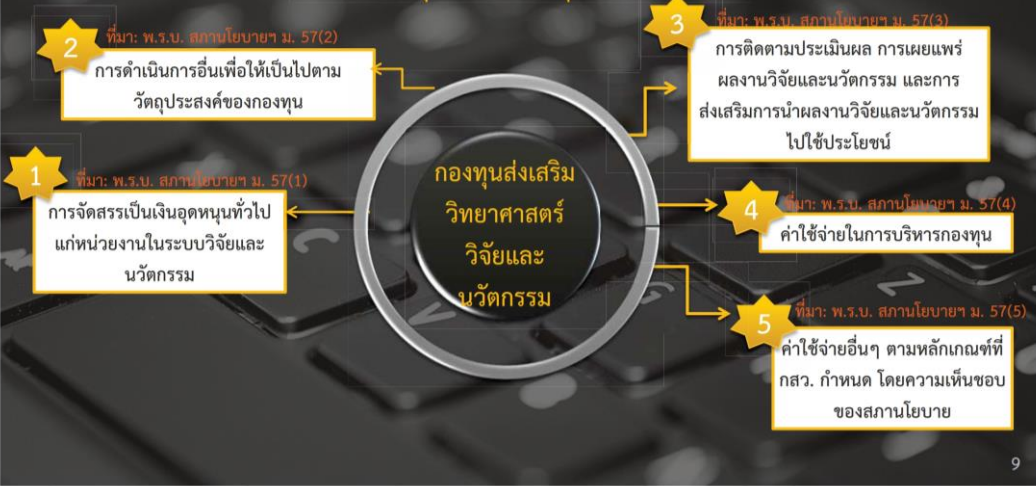 1
ที่มา: พ.ร.บ. สภานโยบายฯ ม. 57(1)
การจัดสรรเป็นเงินอุดหนุนทั่วไป
แก่หน่วยงานในระบบวิจัยและ
นวัตกรรม
2
ที่มา: พ.ร.บ. สภานโยบายฯ ม. 57(2)
การดำเนินการอื่นเพื่อให้เป็นไปตาม
วัตถุประสงค์ของกองทุน
กองทุนส่งเสริม
วิทยาศาสตร์
วิจัยและ
นวัตกรรม
3
ที่มา: พ.ร.บ. สภานโยบายฯ ม. 57(3)
การติดตามประเมินผล การเผยแพร่
ผลงานวิจัยและนวัตกรรม และการ
ส่งเสริมการนำผลงานวิจัยและนวัตกรรม
ไปใช้ประโยชน์
4
ที่มา: พ.ร.บ. สภานโยบายฯ ม. 57(4)
ค่าใช้จ่ายในการบริหารกองทุน
5
ที่มา: พ.ร.บ. สภานโยบายฯ ม. 57(5)
ค่าใช้จ่ายอื่นๆ ตามหลักเกณฑ์ที่
กสว. กำหนด โดยความเห็นชอบ
ของสภานโยบาย
C
V
G
Z
9